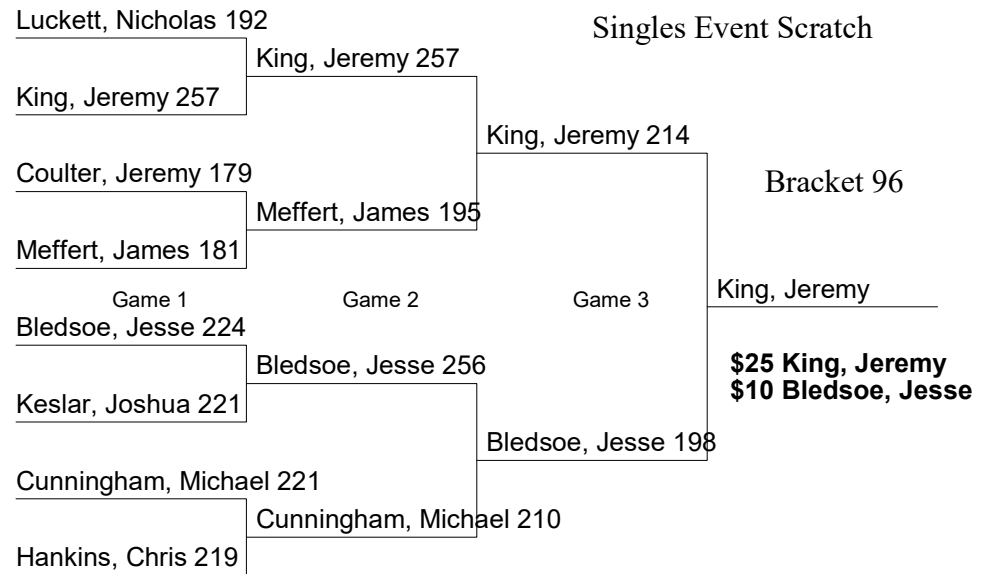 Luckett, Nicholas 192
Singles Event Scratch
King, Jeremy 257
King, Jeremy 257
King, Jeremy 214
Coulter, Jeremy 179
Bracket 96
Meffert, James 195
Meffert, James 181
King, Jeremy
Game 1
Game 2
Game 3
Bledsoe, Jesse 224
Bledsoe, Jesse 256
$25 King, Jeremy
$10 Bledsoe, Jesse
Keslar, Joshua 221
Bledsoe, Jesse 198
Cunningham, Michael 221
Cunningham, Michael 210
Hankins, Chris 219